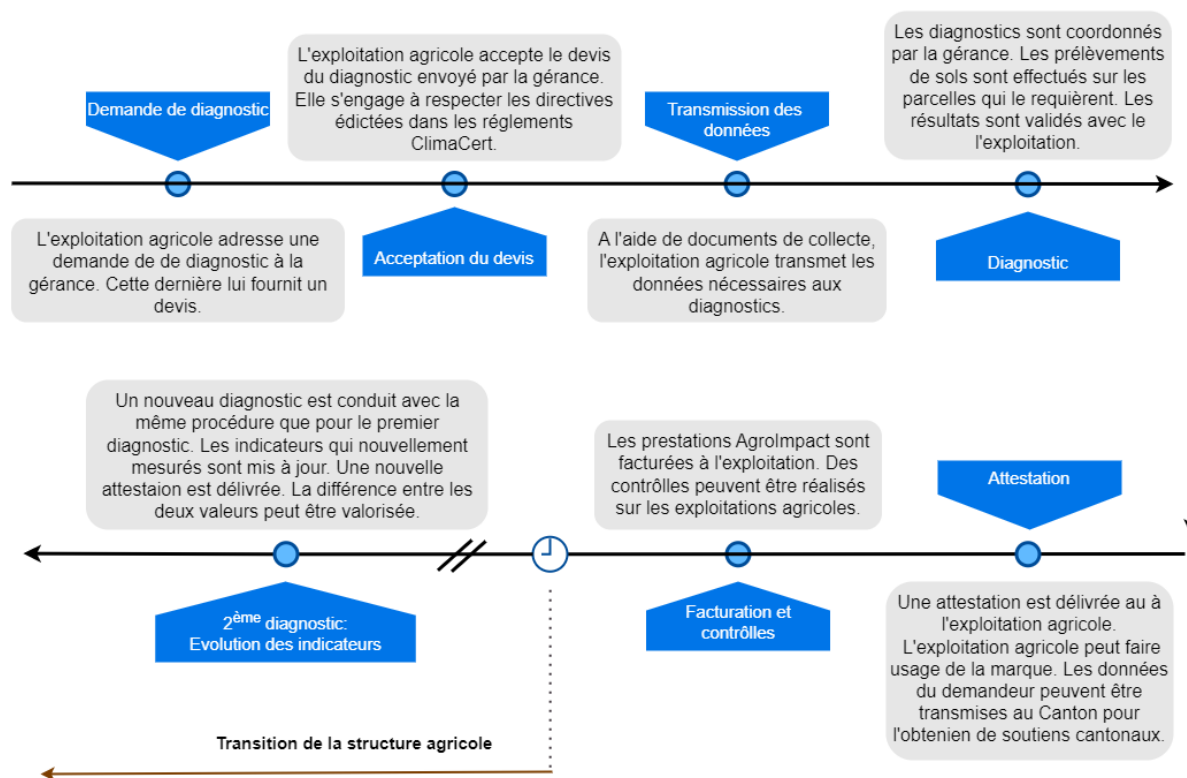 Demande de diagnostic
L'exploitation agricole adresse une
demande de de diagnostic à la
gérance. Cette dernière lui fournit un
devis.
L'exploitation agricole accepte le devis
du diagnostic envoyé par la gérance.
Elle s'engage à respecter les directives
édictées dans les réglements
ClimaCert.
Acceptation du devis
Transmission des
données
A l'aide de documents de collecte,
l'exploitation agricole transmet les
données nécessaires aux
diagnostics.
Les diagnostics sont coordonnés
par la gérance. Les prélèvements
de sols sont effectués sur les
parcelles qui le requièrent. Les
résultats sont validés avec le
l'exploitation.
Diagnostic
Attestation
Une attestation est délivrée au à
l'exploitation agricole.
L'exploitation agricole peut faire
usage de la marque. Les données
du demandeur peuvent être
transmises au Canton pour
l'obtenien de soutiens cantonaux.
Les prestations AgroImpact sont
facturées à l'exploitation. Des
contrôlles peuvent être réalisés
sur les exploitations agricoles.
Facturation et
contrôlles
Un nouveau diagnostic est conduit avec la
même procédure que pour le premier
diagnostic. Les indicateurs qui nouvellement
mesurés sont mis à jour. Une nouvelle
attestaion est délivrée. La différence entre les
deux valeurs peut être valorisée.
2ème diagnostic:
Evolution des indicateurs
Transition de la structure agricole